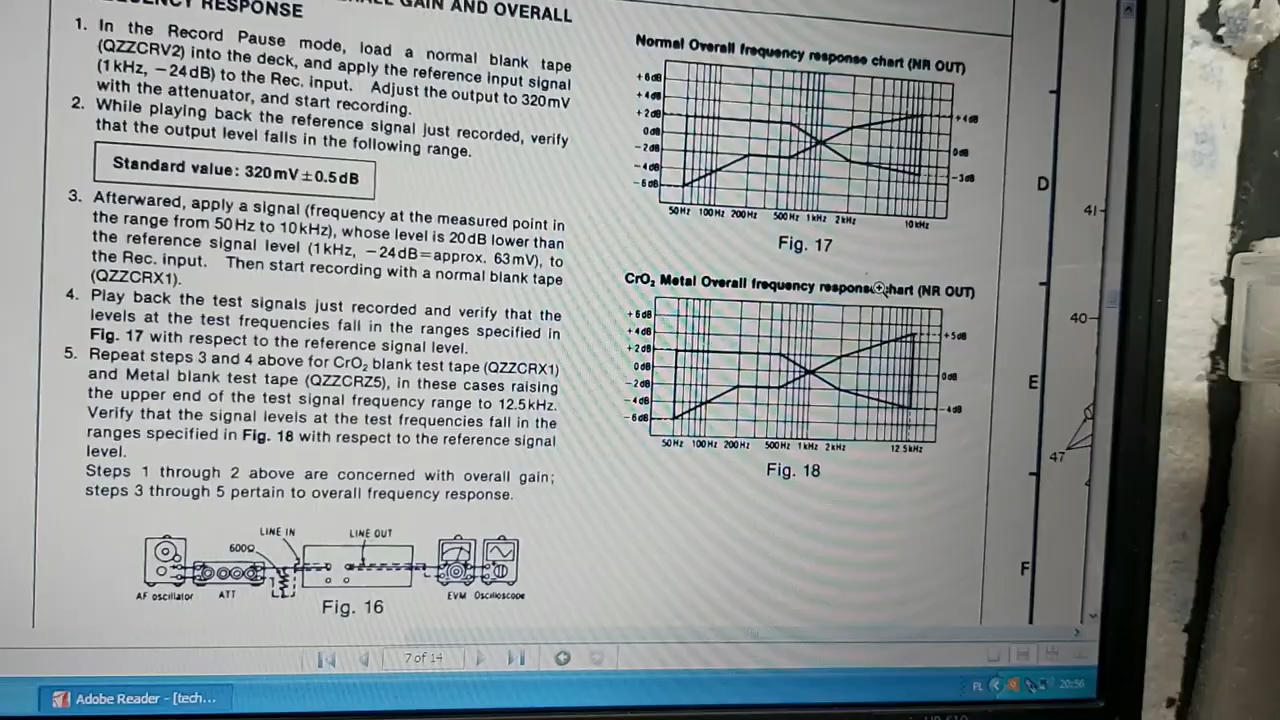 GAIN AND OVERALL
RESPONSE
1. In the Record Pause mode, load a normal blank tape
(QZZCRV2) into the deck, and apply the reference input signal
(1kHz, −24dB) to the Rec. input. Adjust the output to 320mV
with the attenuator, and start recording.
2. While playing back the reference signal just recorded, verify
that the output level falls in the following range.
Standard value: 320mV±0.5dB
3. Afterwared, apply a signal (frequency at the measured point in
the range from 50Hz to 10kHz), whose level is 20dB lower than
the reference signal level (1kHz, −24dB=approx. 63mV), to
the Rec. input. Then start recording with a normal blank tape
(QZZCRX1).
4. Play back the test signals just recorded and verify that the
levels at the test frequencies fall in the ranges specified in
Fig. 17 with respect to the reference signal level.
5. Repeat steps 3 and 4 above for CrO₂ blank test tape (QZZCRX1)
and Metal blank test tape (QZZCRZ5), in these cases raising
the upper end of the test signal frequency range to 12.5kHz.
Verify that the signal levels at the test frequencies fall in the
ranges specified in Fig. 18 with respect to the reference signal
level.
Steps 1 through 2 above are concerned with overall gain;
steps 3 through 5 pertain to overall frequency response.
LINE IN
LINE OUT
600Ω
AF oscillator
ATT
EVM Oscilloscope
Fig. 16
Normal Overall frequency response chart (NR OUT)
+6dB
+4dB
+2dB
0dB
−2dB
−4dB
−6dB
+4dB
0dB
−3dB
50Hz 100Hz 200Hz 500Hz 1kHz 2kHz 10kHz
Fig. 17
CrO₂ Metal Overall frequency response chart (NR OUT)
+6dB
+4dB
+2dB
0dB
−2dB
−4dB
−6dB
+5dB
0dB
−4dB
50Hz 100Hz 200Hz 500Hz 1kHz 2kHz 12.5kHz
Fig. 18
D
E
F
41
40
47
7 of 14
Adobe Reader - [tech...
PL
20:56